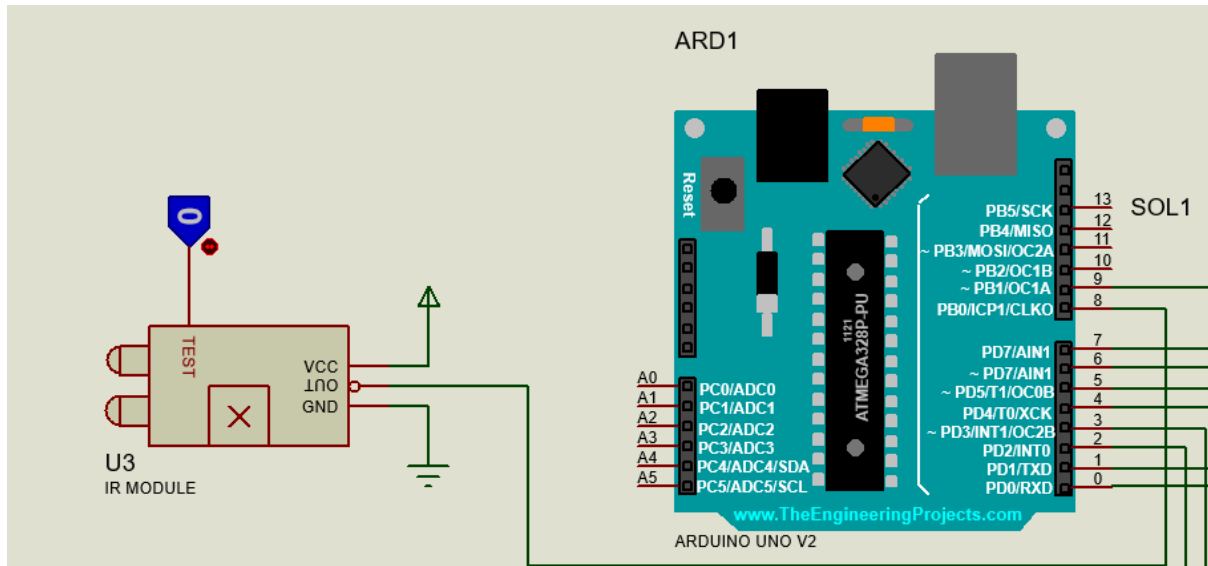 ARD1
Reset
1121
ATMEGA328P-PU
PB5/SCK
13
SOL1
PB4/MISO
12
~ PB3/MOSI/OC2A
11
~ PB2/OC1B
10
~ PB1/OC1A
9
PB0/ICP1/CLKO
8
PD7/AIN1
7
~ PD7/AIN1
6
~ PD5/T1/OC0B
5
PD4/T0/XCK
4
~ PD3/INT1/OC2B
3
PD2/INT0
2
PD1/TXD
1
PD0/RXD
0
A0
PC0/ADC0
A1
PC1/ADC1
A2
PC2/ADC2
A3
PC3/ADC3
A4
PC4/ADC4/SDA
A5
PC5/ADC5/SCL
www.TheEngineeringProjects.com
ARDUINO UNO V2
0
TEST
VCC
OUT
GND
U3
IR MODULE